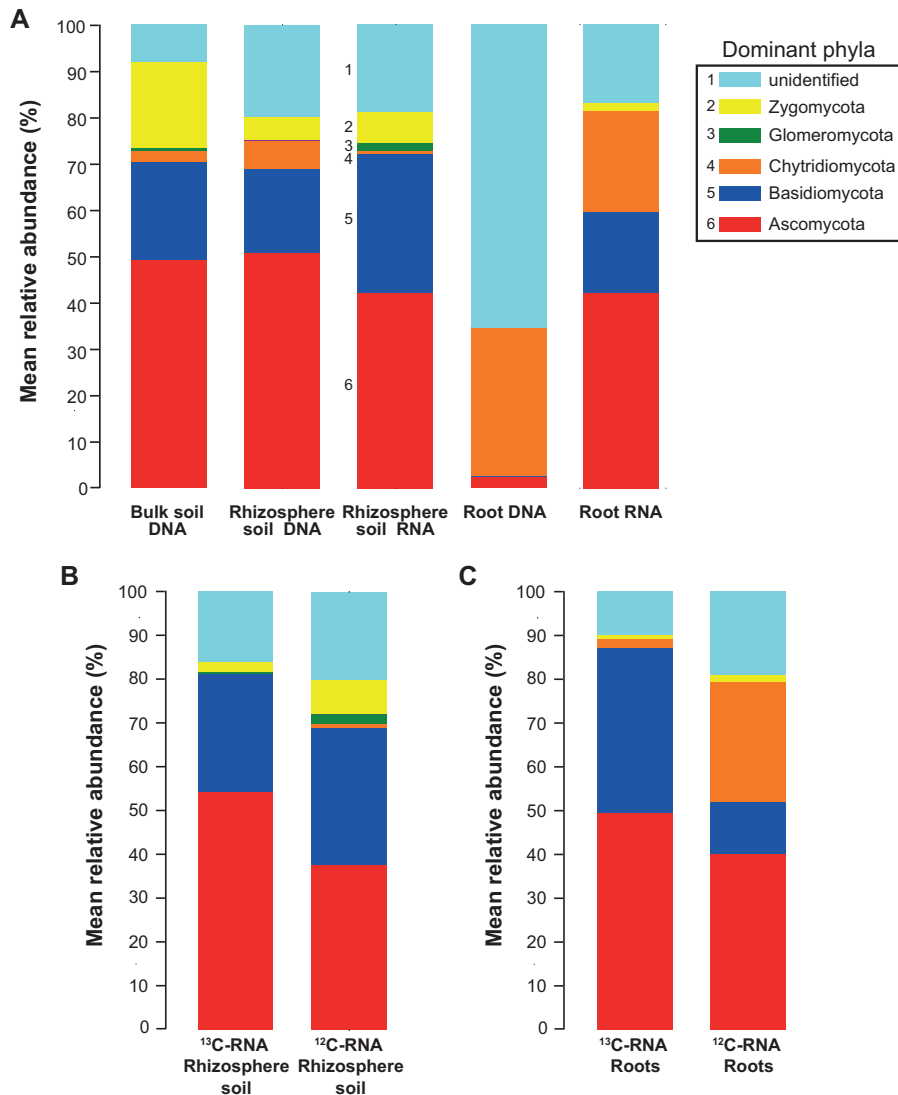 A
Mean relative abundance (%)
100
90
80
70
60
50
40
30
20
10
0
1
2
3
4
5
6
Bulk soil DNA
Rhizosphere soil DNA
Rhizosphere soil RNA
Root DNA
Root RNA
Dominant phyla
1 unidentified
2 Zygomycota
3 Glomeromycota
4 Chytridiomycota
5 Basidiomycota
6 Ascomycota
B
Mean relative abundance (%)
100
90
80
70
60
50
40
30
20
10
0
¹³C-RNA
Rhizosphere
soil
¹²C-RNA
Rhizosphere
soil
C
Mean relative abundance (%)
100
90
80
70
60
50
40
30
20
10
0
¹³C-RNA
Roots
¹²C-RNA
Roots